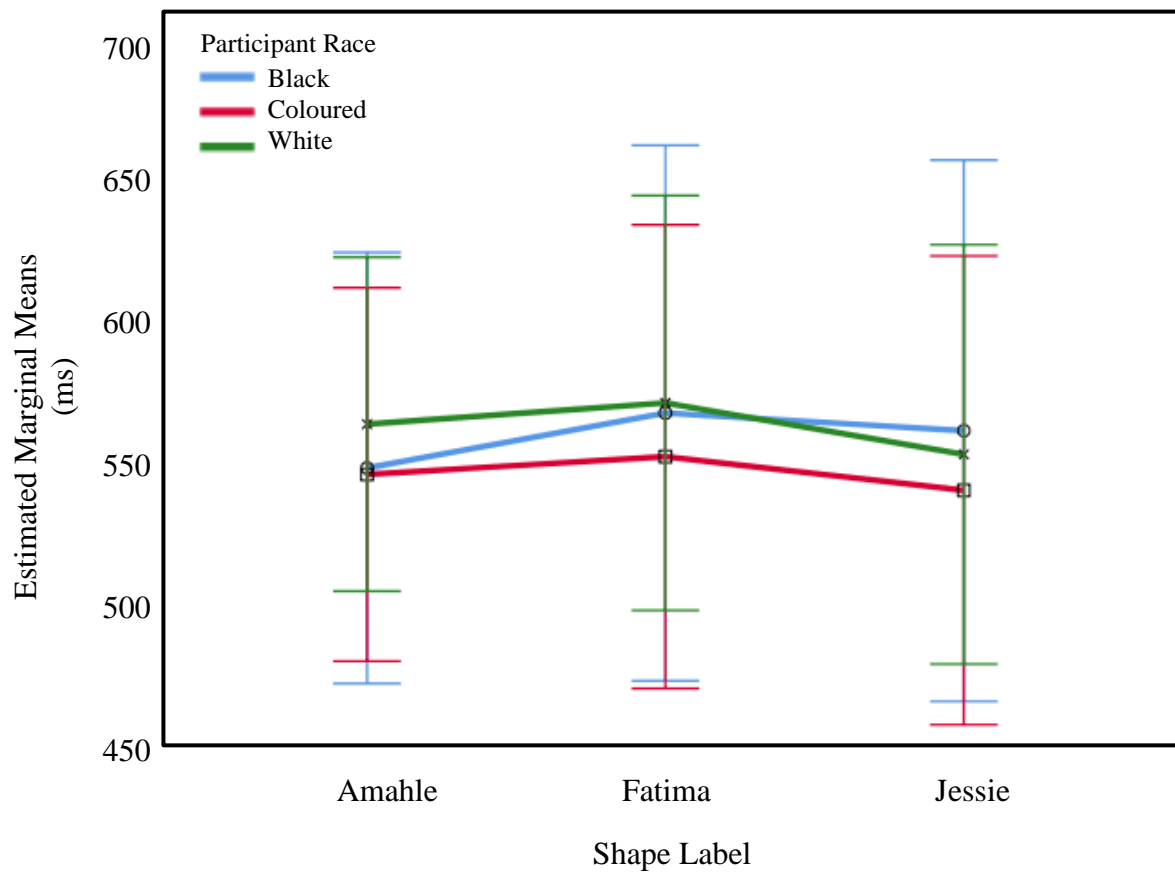 700
650
600
550
500
450
Estimated Marginal Means
(ms)
Participant Race
Black
Coloured
White
Amahle
Fatima
Jessie
Shape Label